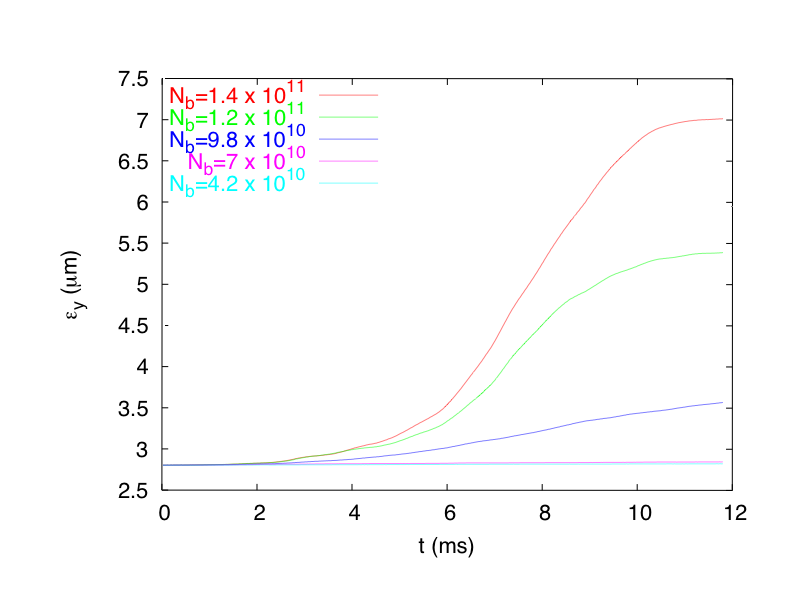 7.5
7
6.5
6
5.5
5
4.5
4
3.5
3
2.5
N_b=1.4 x 10^11
N_b=1.2 x 10^11
N_b=9.8 x 10^10
N_b=7 x 10^10
N_b=4.2 x 10^10
ε_y (μm)
0 2 4 6 8 10 12
t (ms)